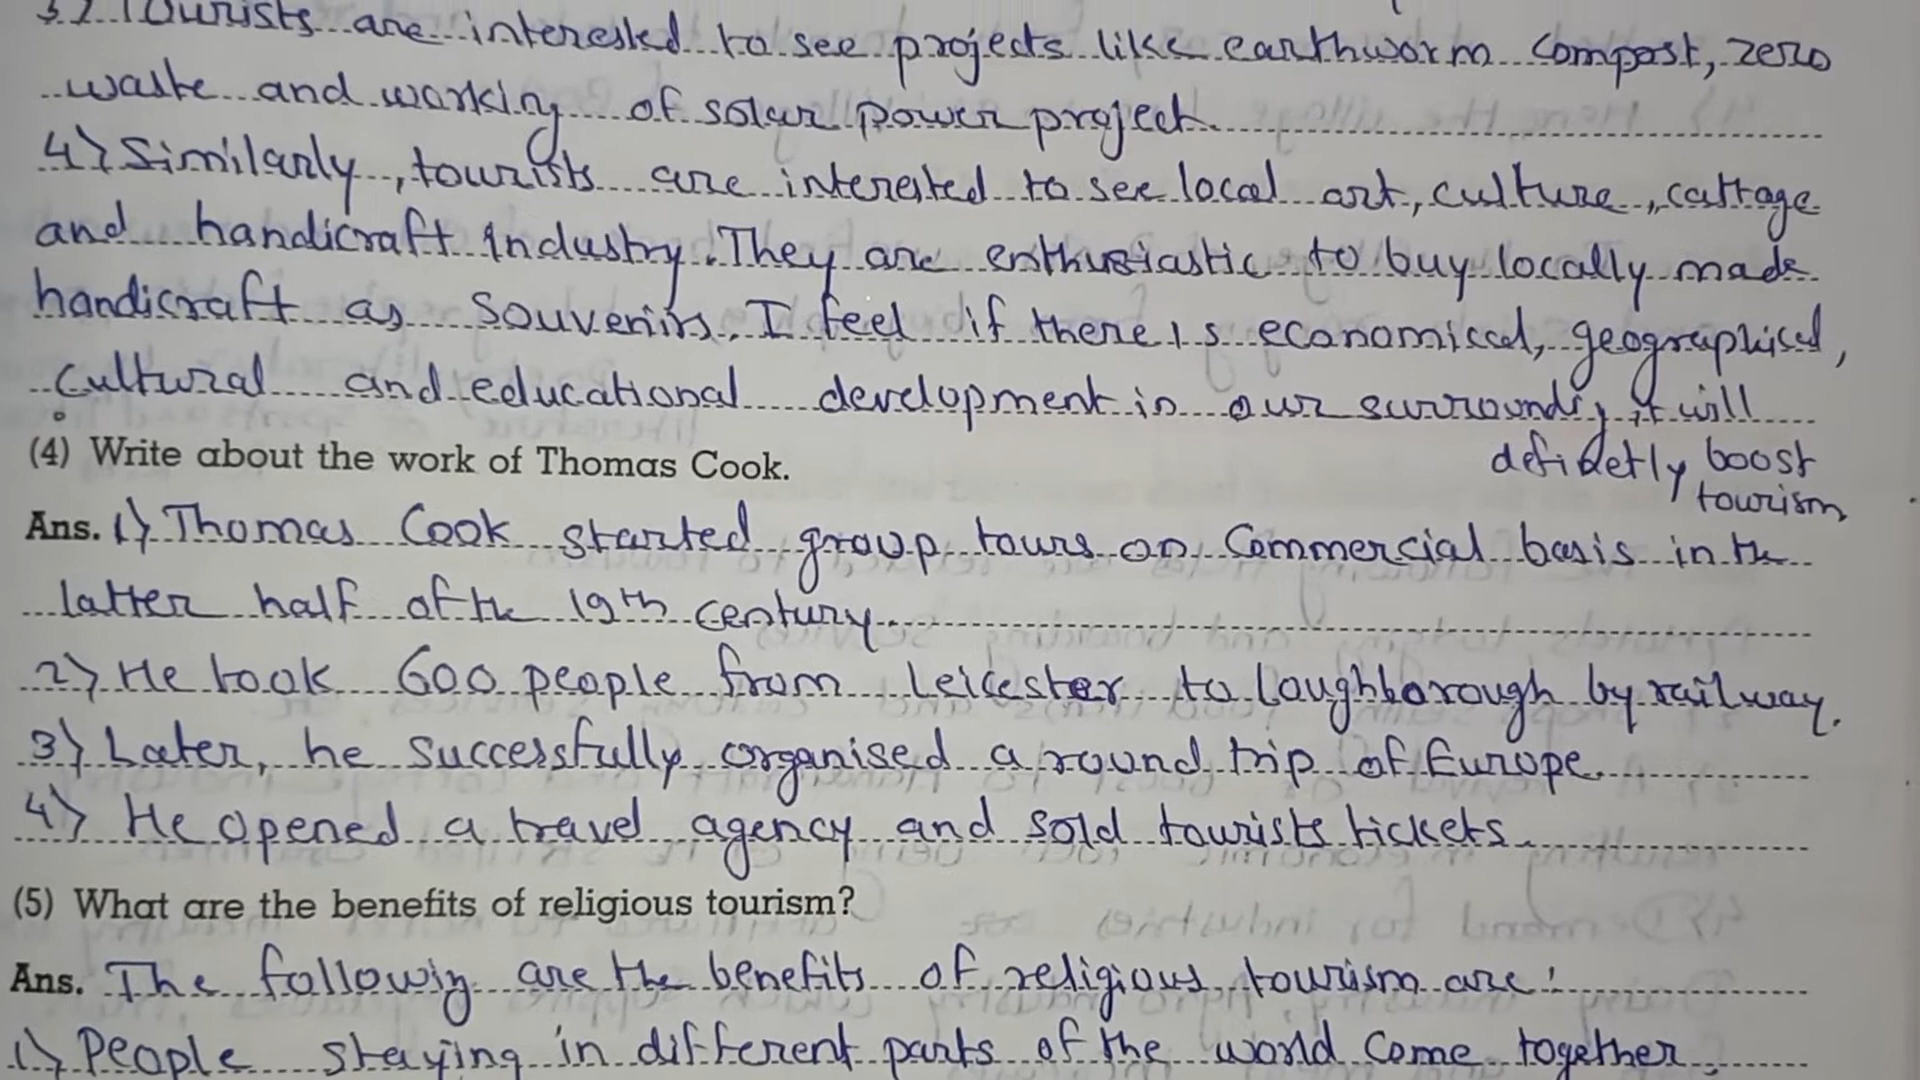 3) Tourists are interested to see projects like earthworm compost, zero
waste and working of solar power project.
4) Similarly, tourists are interested to see local art, culture, cattage
and handicraft industry. They are enthusiastic to buy locally made
handicraft as souvenirs. I feel if there is economical, geographical,
cultural and educational development in our surroundig it will
defidetly boost
tourism
(4) Write about the work of Thomas Cook.
Ans. 1) Thomas Cook started group tours on Commercial basis in the
latter half of the 19th century.
2) He took 600 people from Leicester to Loughborough by railway.
3) Later, he successfully organised a round trip of Europe.
4) He opened a travel agency and sold tourists tickets.
(5) What are the benefits of religious tourism?
Ans. The followig are the benefits of religious tourism are:
1) People staying in different parts of the world come together.